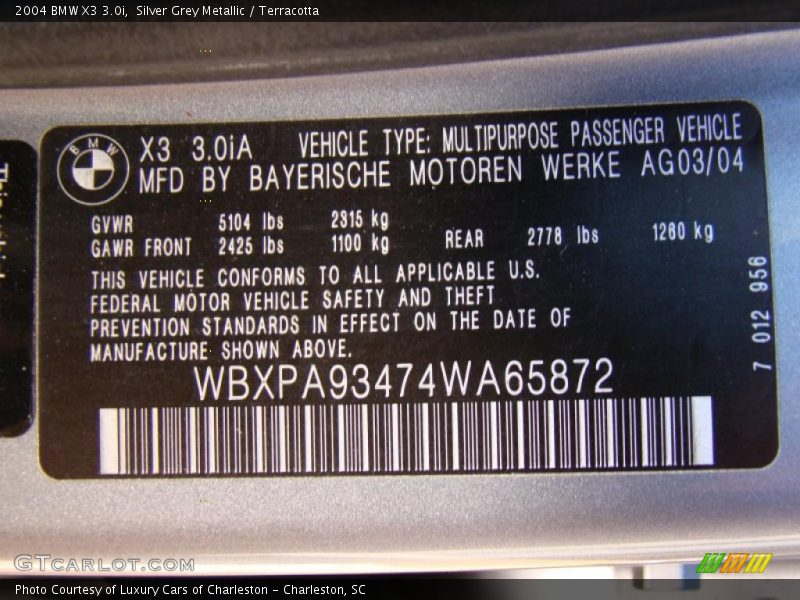 2004 BMW X3 3.0i, Silver Grey Metallic / Terracotta
BMW
X3 3.0iA VEHICLE TYPE: MULTIPURPOSE PASSENGER VEHICLE
MFD BY BAYERISCHE MOTOREN WERKE AG03/04
GVWR 5104 lbs 2315 kg
GAWR FRONT 2425 lbs 1100 kg REAR 2778 lbs 1260 kg
THIS VEHICLE CONFORMS TO ALL APPLICABLE U.S.
FEDERAL MOTOR VEHICLE SAFETY AND THEFT
PREVENTION STANDARDS IN EFFECT ON THE DATE OF
MANUFACTURE SHOWN ABOVE.
WBXPA93474WA65872
7 012 956
GTCARLOT.COM
Photo Courtesy of Luxury Cars of Charleston - Charleston, SC